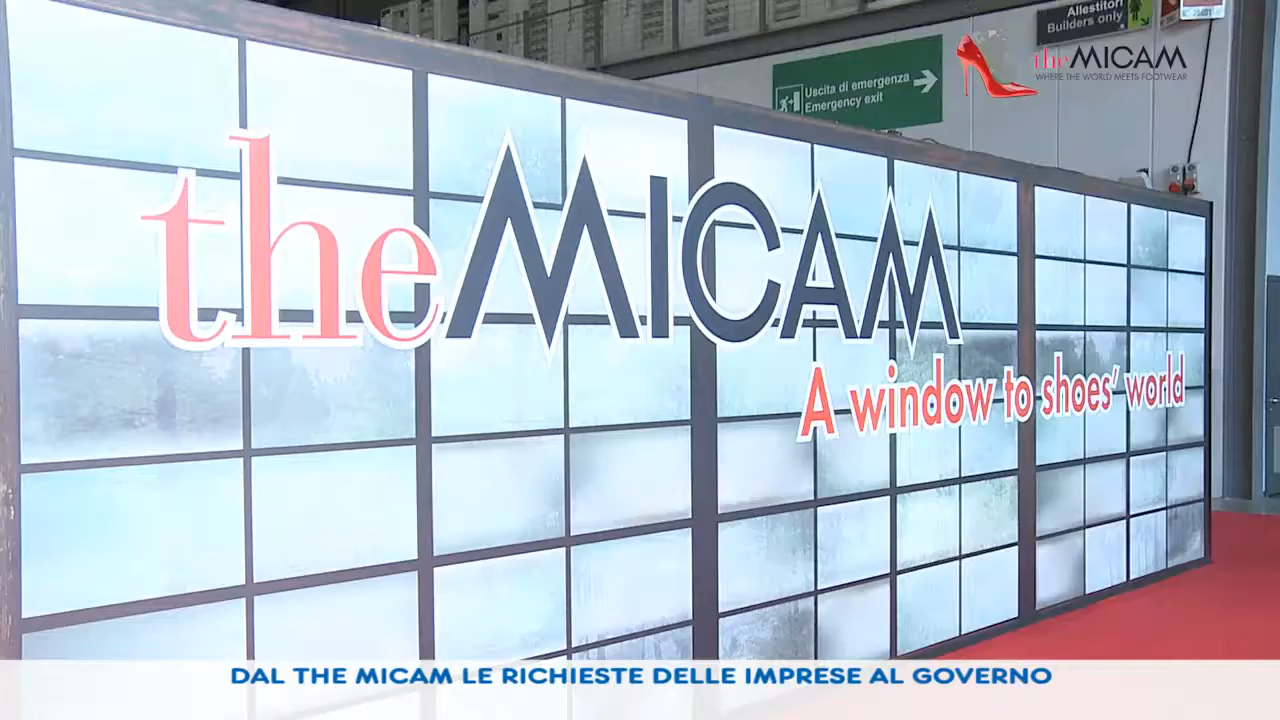 Allestitori
Builders only
theMICAM
WHERE THE WORLD MEETS FOOTWEAR
Uscita di emergenza
Emergency exit
theMICAM
A window to shoes' world
DAL THE MICAM LE RICHIESTE DELLE IMPRESE AL GOVERNO